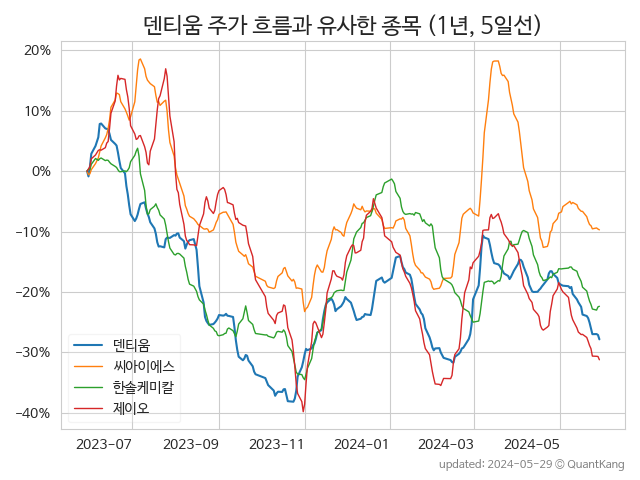 덴티움 주가 흐름과 유사한 종목 (1년, 5일선)
20%
10%
0%
−10%
−20%
−30%
−40%
덴티움
씨아이에스
한솔케미칼
제이오
2023-07 2023-09 2023-11 2024-01 2024-03 2024-05
updated: 2024-05-29 © QuantKang